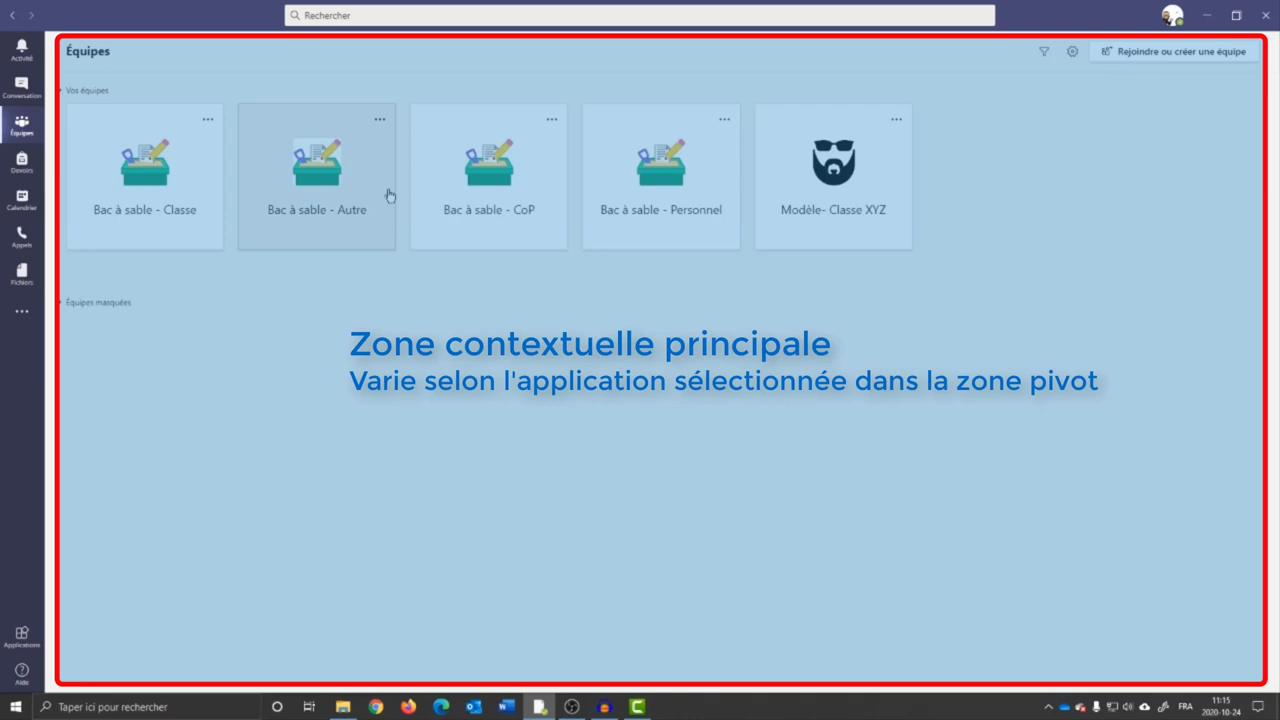 Rechercher
Activité
Conversation
Équipes
Devoirs
Calendrier
Appels
Fichiers
Applications
Aide
Équipes
Rejoindre ou créer une équipe
Vos équipes
Bac à sable - Classe
Bac à sable - Autre
Bac à sable - CoP
Bac à sable - Personnel
Modèle- Classe XYZ
Équipes masquées
Zone contextuelle principale
Varie selon l'application sélectionnée dans la zone pivot
Taper ici pour rechercher
FRA
11:15
2020-10-24